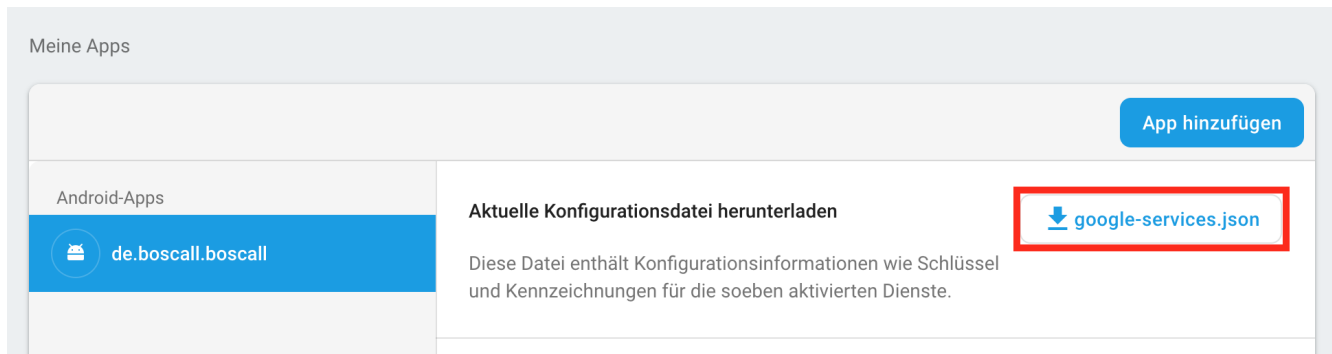 Meine Apps
App hinzufügen
Android-Apps
de.boscall.boscall
Aktuelle Konfigurationsdatei herunterladen
google-services.json
Diese Datei enthält Konfigurationsinformationen wie Schlüssel
und Kennzeichnungen für die soeben aktivierten Dienste.